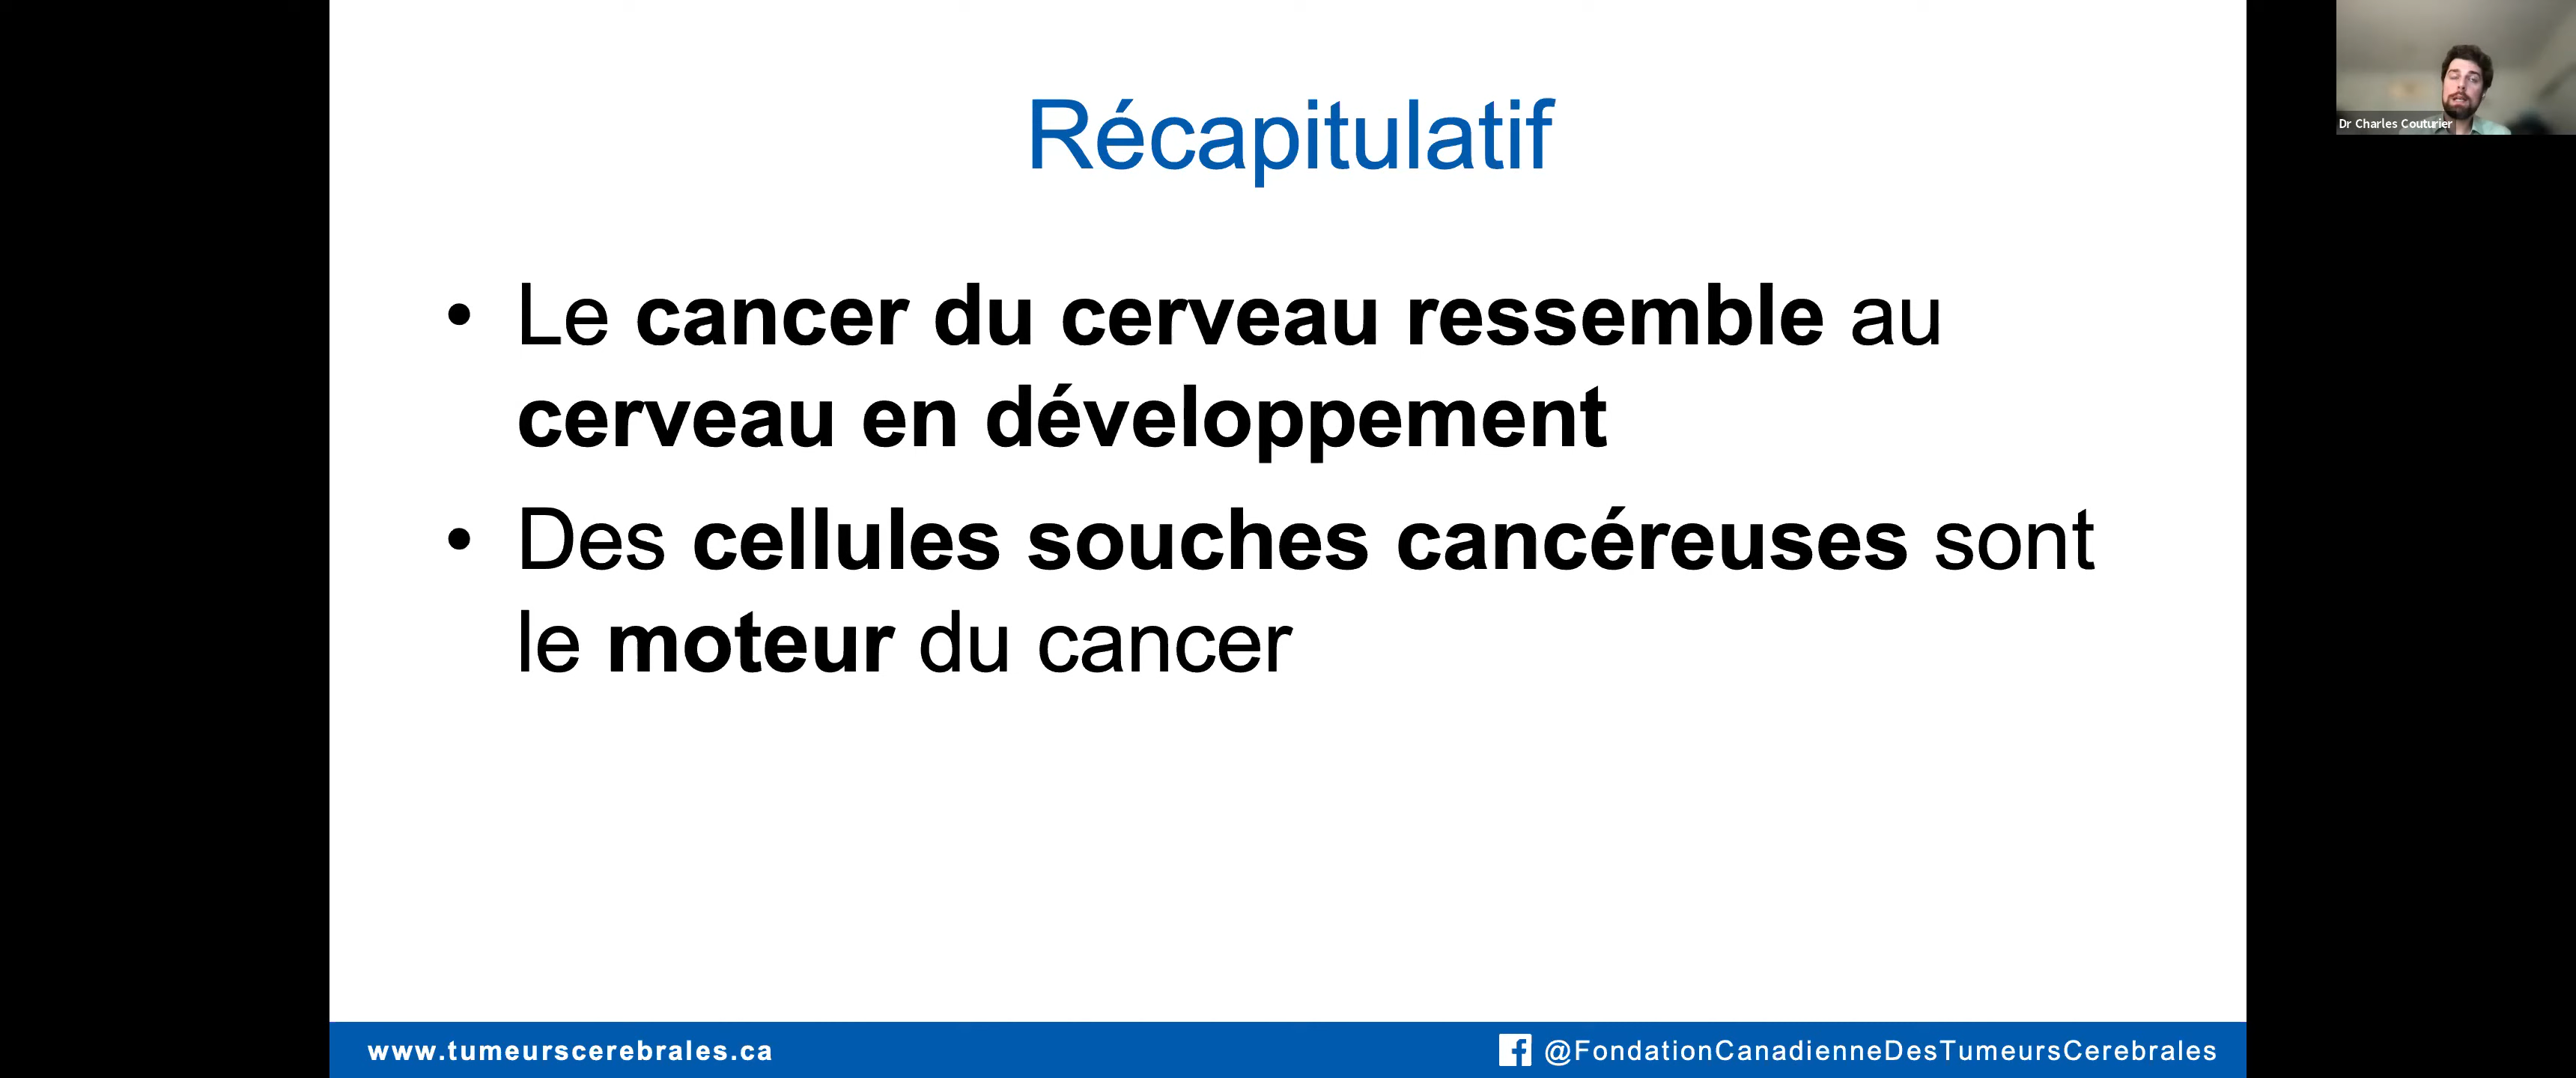 Récapitulatif
Dr Charles Couturier
• Le cancer du cerveau ressemble au
cerveau en développement
• Des cellules souches cancéreuses sont
le moteur du cancer
www.tumeurscerebrales.ca
@FondationCanadienneDesTumeursCerebrales